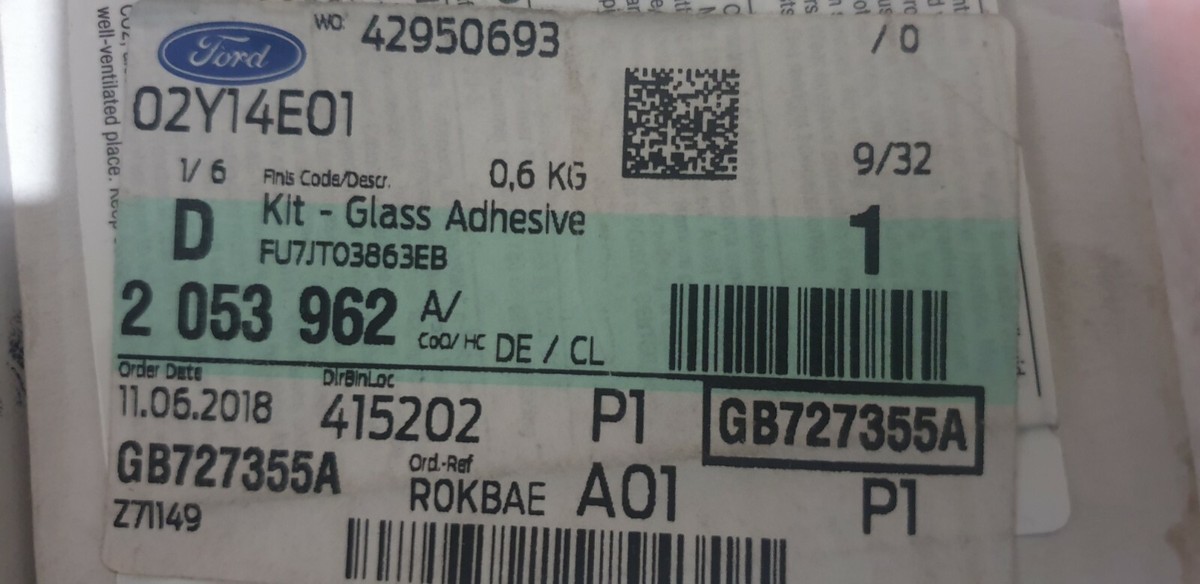 Ford
WO: 42950693
/ 0
02Y14E01
1/ 6
Finis Code/Descr.
0,6 KG
9/32
D
Kit - Glass Adhesive
1
FU7JT03863EB
2 053 962 A/
CoO/ HC DE / CL
Order Date
DlrBinLoc
11.06.2018
415202
P1
GB727355A
GB727355A
Ord.-Ref
ROKBAE A01
P1
Z71149
well-ventilated place.